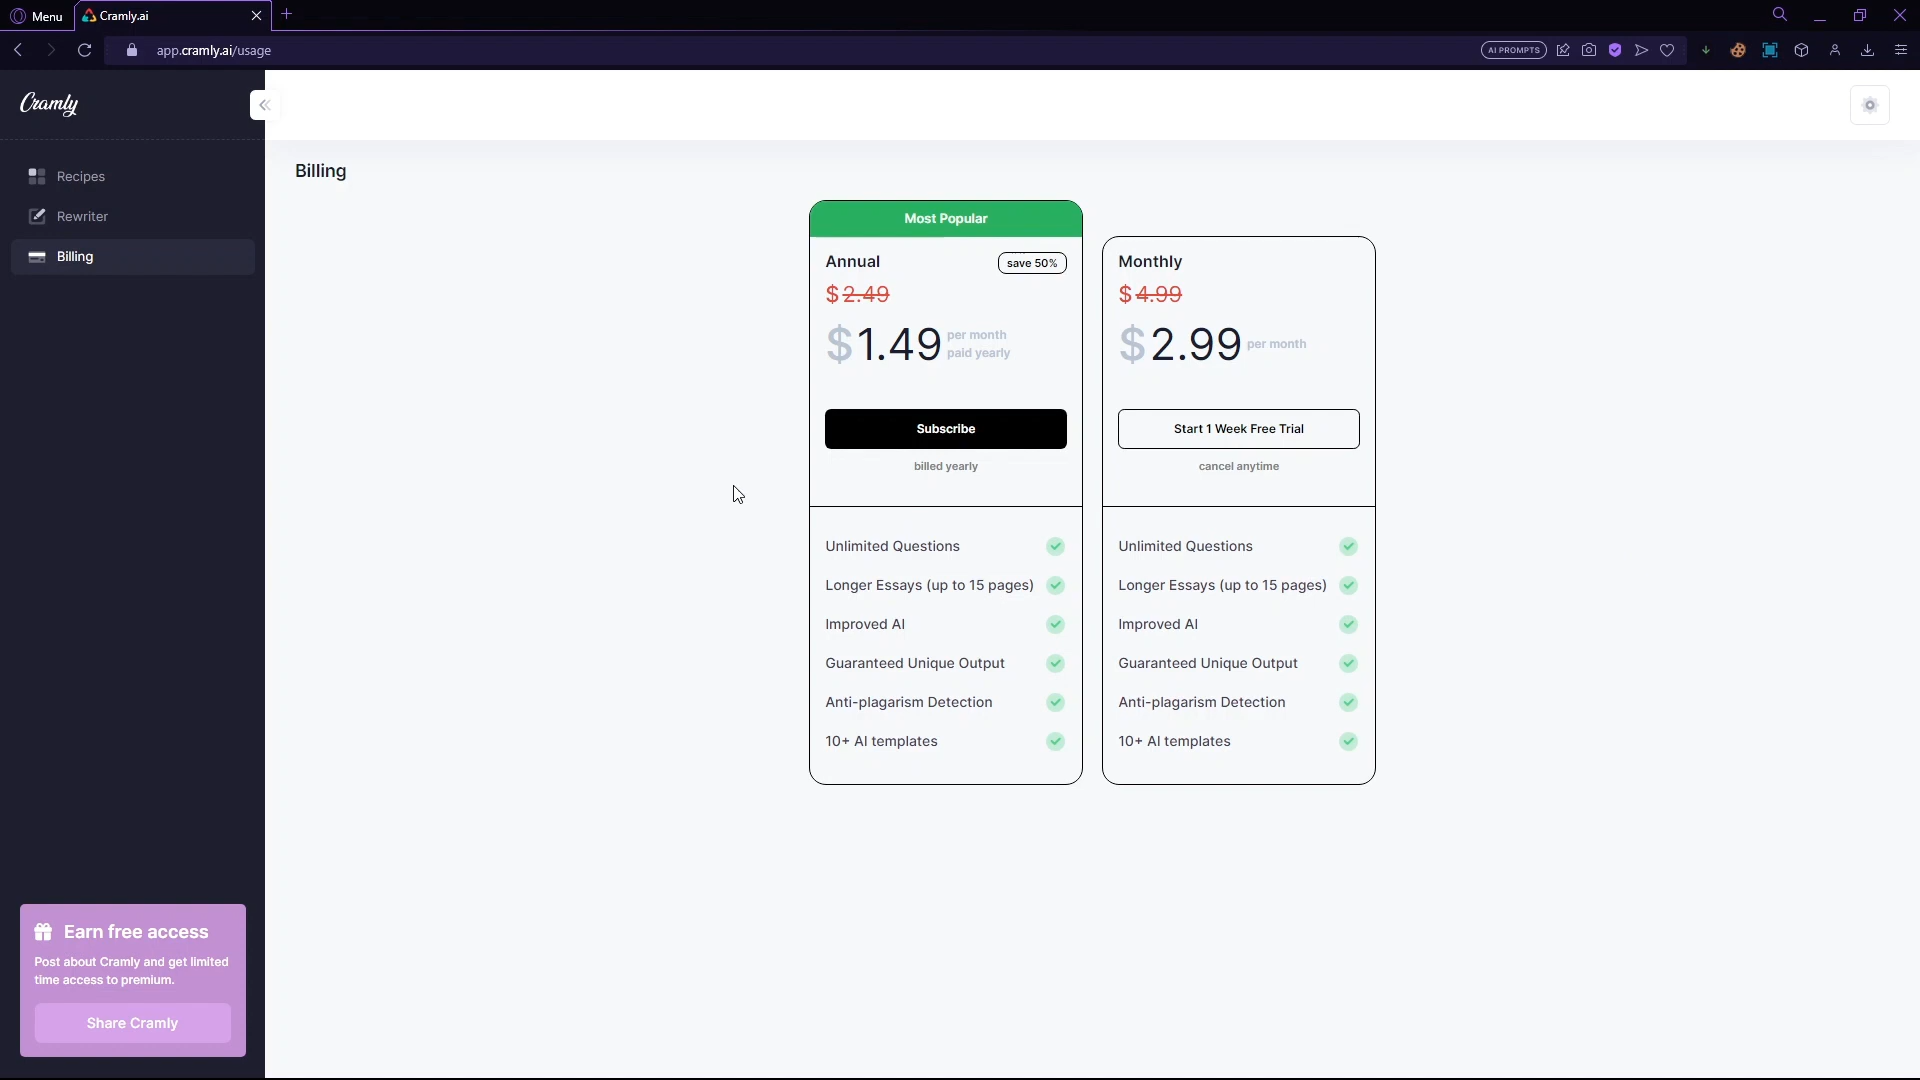 Menu
Cramly.ai
app.cramly.ai/usage
AI PROMPTS
Cramly
Recipes
Rewriter
Billing
Billing
Most Popular
Annual
save 50%
$2.49
$1.49 per month paid yearly
Subscribe
billed yearly
Unlimited Questions
Longer Essays (up to 15 pages)
Improved AI
Guaranteed Unique Output
Anti-plagarism Detection
10+ AI templates
Monthly
$4.99
$2.99 per month
Start 1 Week Free Trial
cancel anytime
Unlimited Questions
Longer Essays (up to 15 pages)
Improved AI
Guaranteed Unique Output
Anti-plagarism Detection
10+ AI templates
Earn free access
Post about Cramly and get limited
time access to premium.
Share Cramly